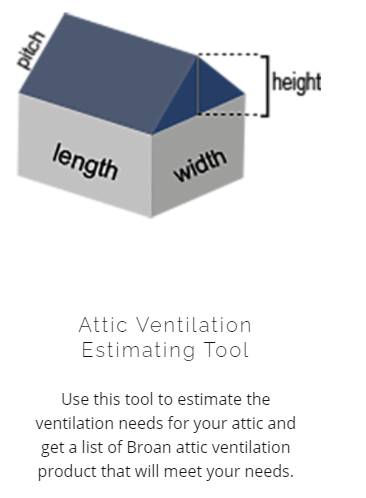 pitch
height
length
width
Attic Ventilation
Estimating Tool
Use this tool to estimate the
ventilation needs for your attic and
get a list of Broan attic ventilation
product that will meet your needs.